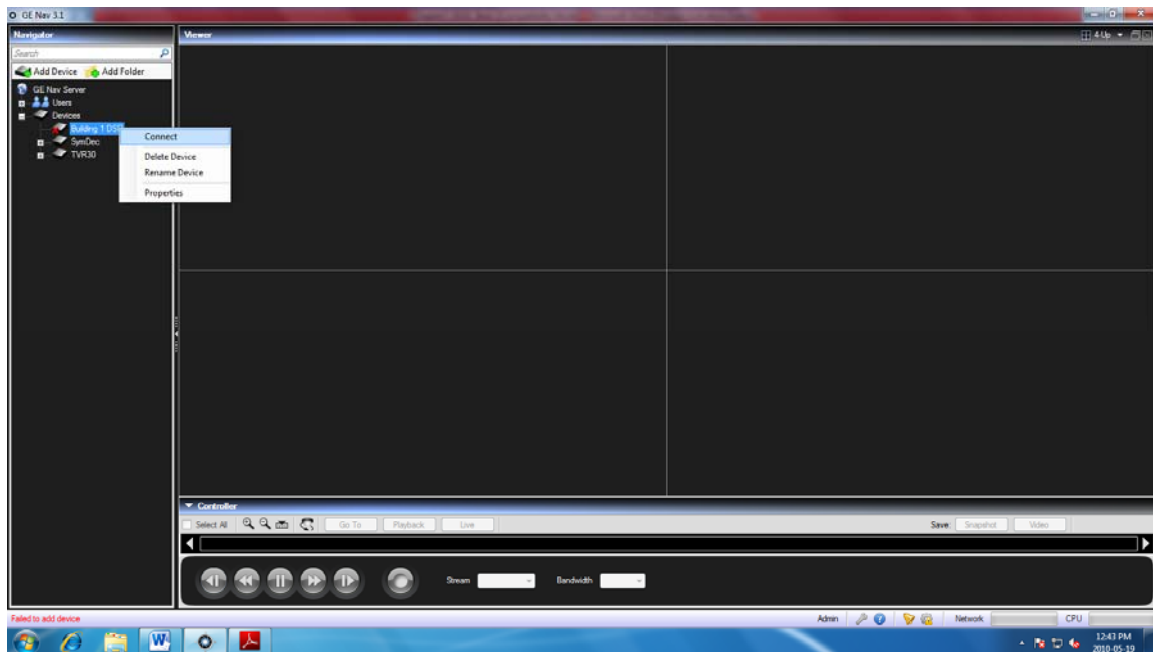 GE Nav 3.1
Navigator
Viewer
4-Up
Search
Add Device Add Folder
GE Nav Server
Users
Devices
Building 1 DSR
SymDec
TVR30
Connect
Delete Device
Rename Device
Properties
Controller
Select All Go To Playback Live Save: Snapshot Video
Stream Bandwidth
Failed to add device
Admin Network CPU
12:43 PM
2010-05-19